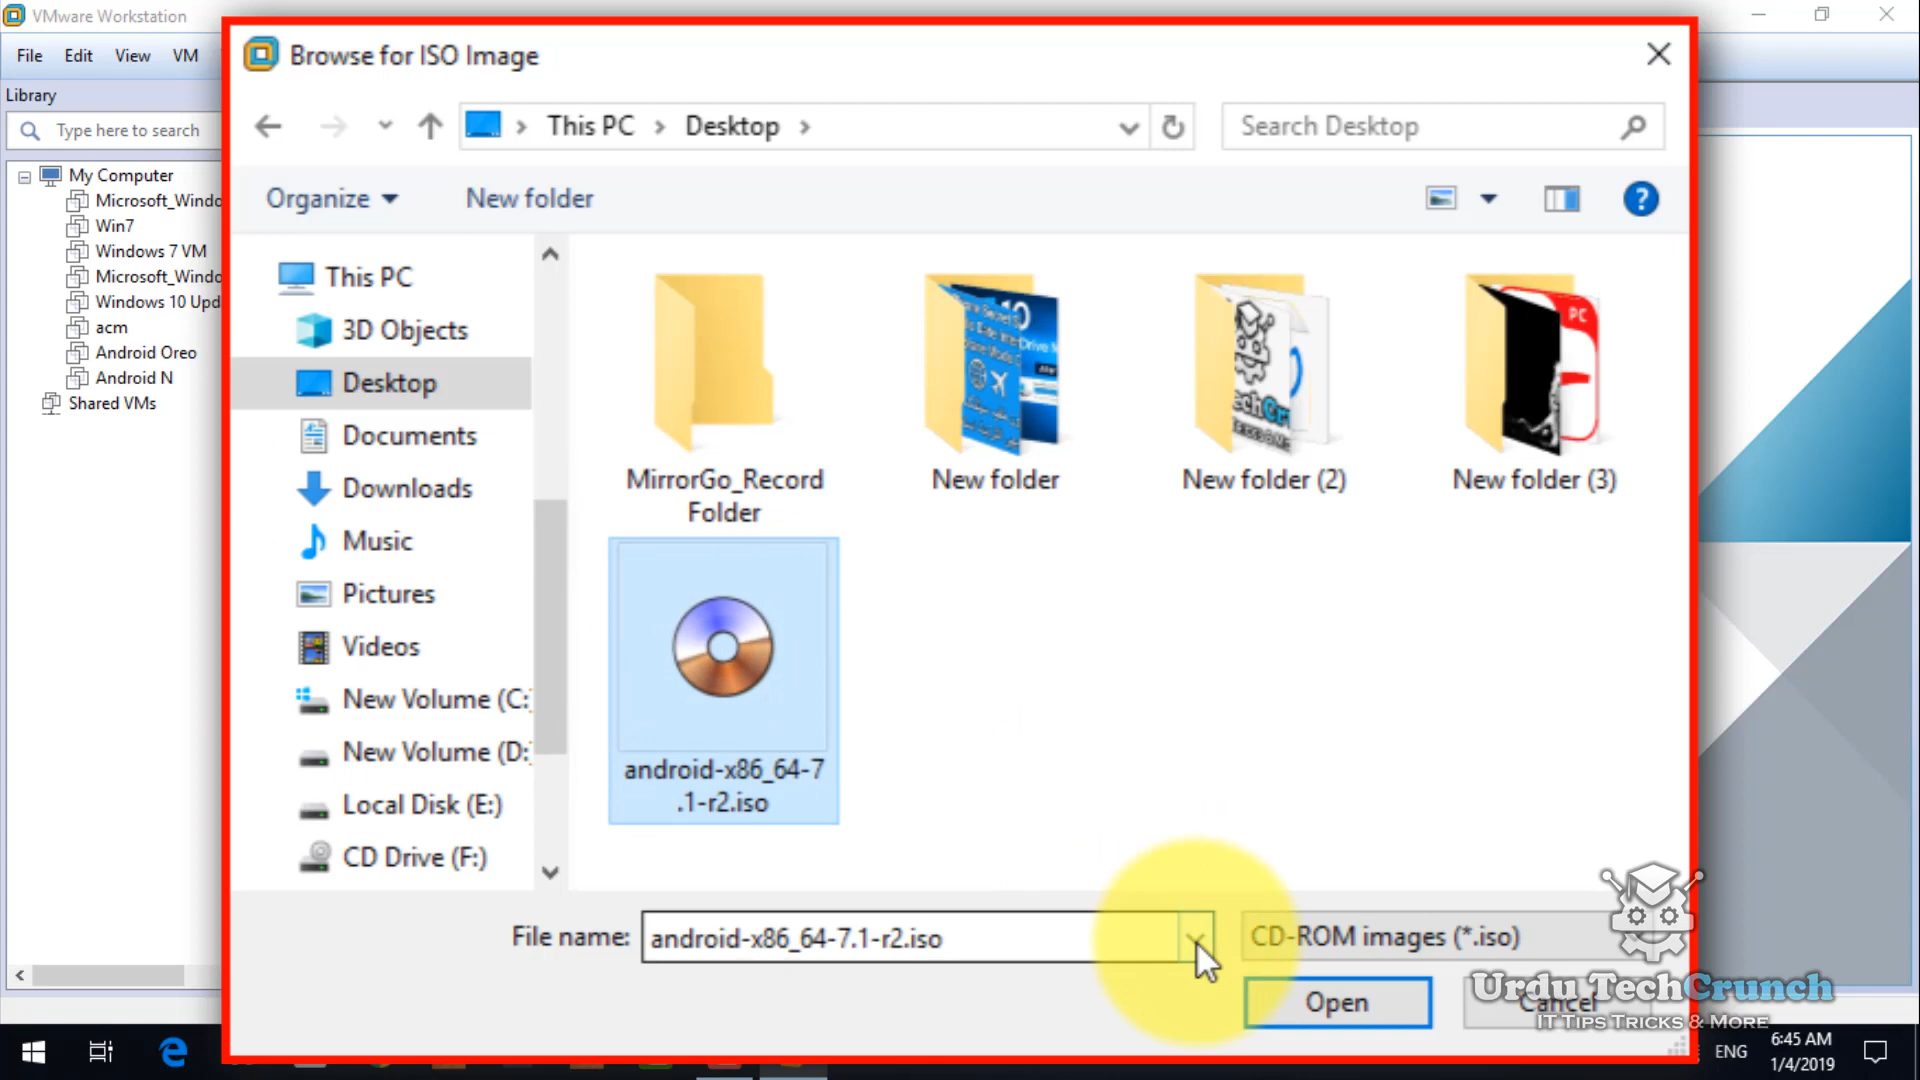 VMware Workstation
File Edit View VM
Library
Type here to search
My Computer
Microsoft_Windo
Win7
Windows 7 VM
Microsoft_Windo
Windows 10 Upd
acm
Android Oreo
Android N
Shared VMs
Browse for ISO Image
This PC Desktop
Search Desktop
Organize New folder
This PC
3D Objects
Desktop
Documents
Downloads
Music
Pictures
Videos
New Volume (C:)
New Volume (D:)
Local Disk (E:)
CD Drive (F:)
MirrorGo_Record
Folder
New folder
New folder (2)
New folder (3)
PC
android-x86_64-7
.1-r2.iso
File name: android-x86_64-7.1-r2.iso
CD-ROM images (*.iso)
Open Cancel
Urdu TechCrunch
IT Tips Tricks & More
ENG
6:45 AM
1/4/2019